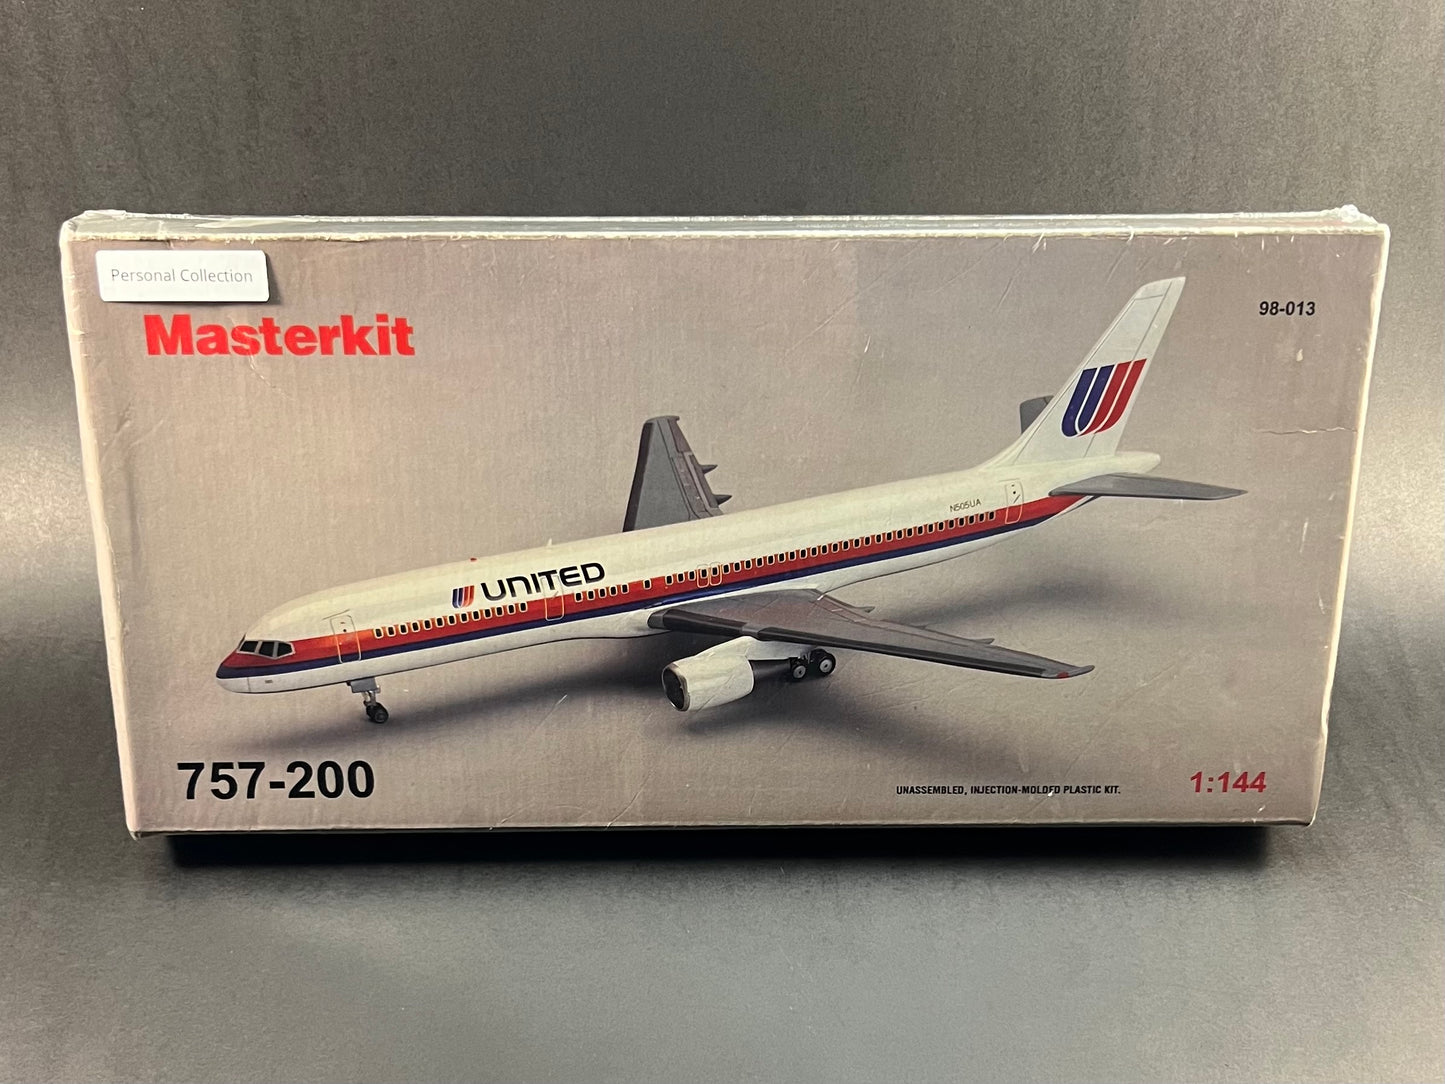 Personal Collection
Masterkit
98-013
N505UA
UNITED
757-200
UNASSEMBLED, INJECTION-MOLDED PLASTIC KIT.
1:144